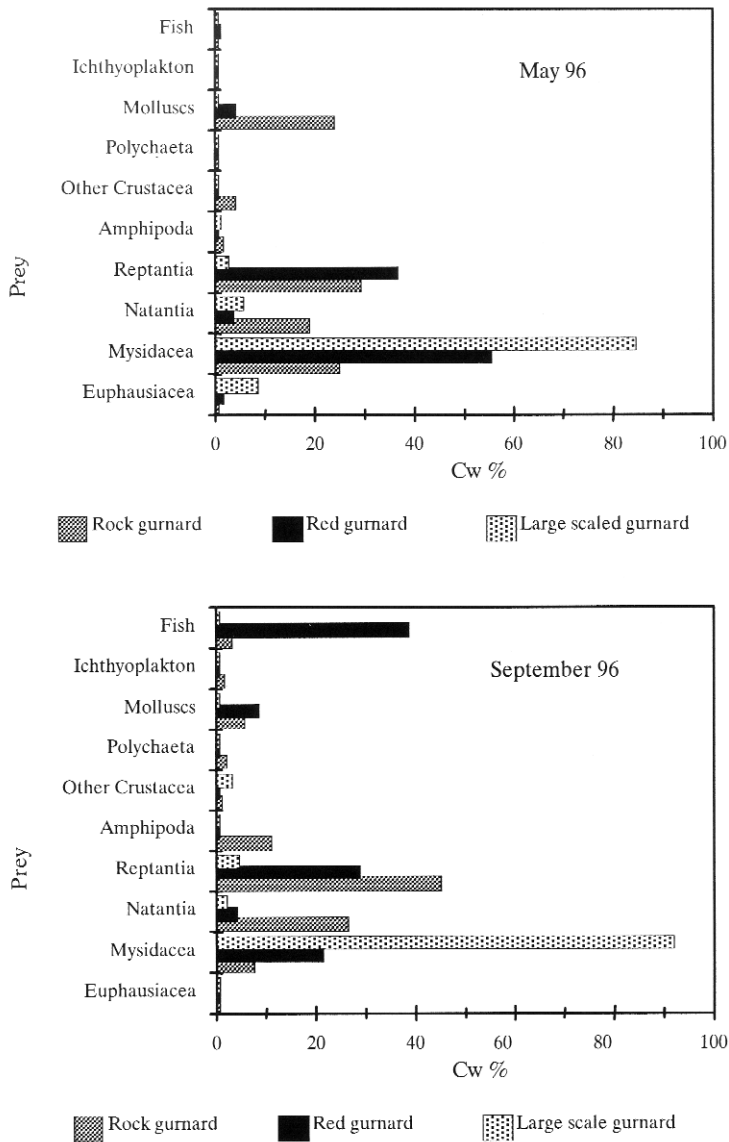 Fish
May 96
Ichthyoplakton
Molluscs
Polychaeta
Other Crustacea
Amphipoda
Prey
Reptantia
Natantia
Mysidacea
Euphausiacea
0 20 40 60 80 100
Cw %
Rock gurnard Red gurnard Large scaled gurnard
Fish
September 96
Ichthyoplakton
Molluscs
Polychaeta
Other Crustacea
Amphipoda
Prey
Reptantia
Natantia
Mysidacea
Euphausiacea
0 20 40 60 80 100
Cw %
Rock gurnard Red gurnard Large scale gurnard